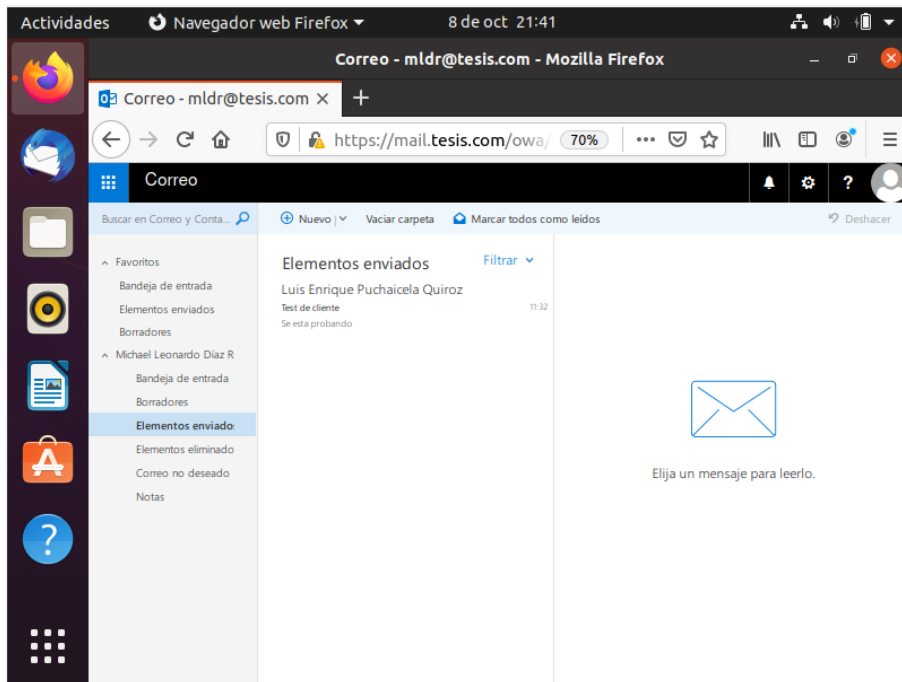 Actividades Navegador web Firefox 8 de oct 21:41
Correo - mldr@tesis.com - Mozilla Firefox
Correo - mldr@tesis.com
https://mail.tesis.com/owa/ 70%
Correo
Buscar en Correo y Conta... Nuevo Vaciar carpeta Marcar todos como leídos Deshacer
Favoritos
Bandeja de entrada
Elementos enviados
Borradores
Michael Leonardo Díaz R
Bandeja de entrada
Borradores
Elementos enviado
Elementos eliminado
Correo no deseado
Notas
Elementos enviados Filtrar
Luis Enrique Puchaicela Quiroz
Test de cliente 11:32
Se esta probando
Elija un mensaje para leerlo.